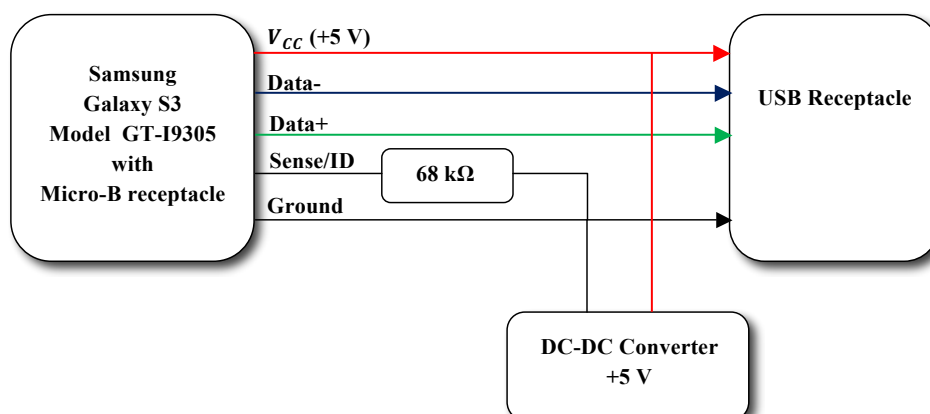 Samsung
Galaxy S3
Model GT-I9305
with
Micro-B receptacle
V_CC (+5 V)
Data-
Data+
Sense/ID
68 kΩ
Ground
USB Receptacle
DC-DC Converter
+5 V